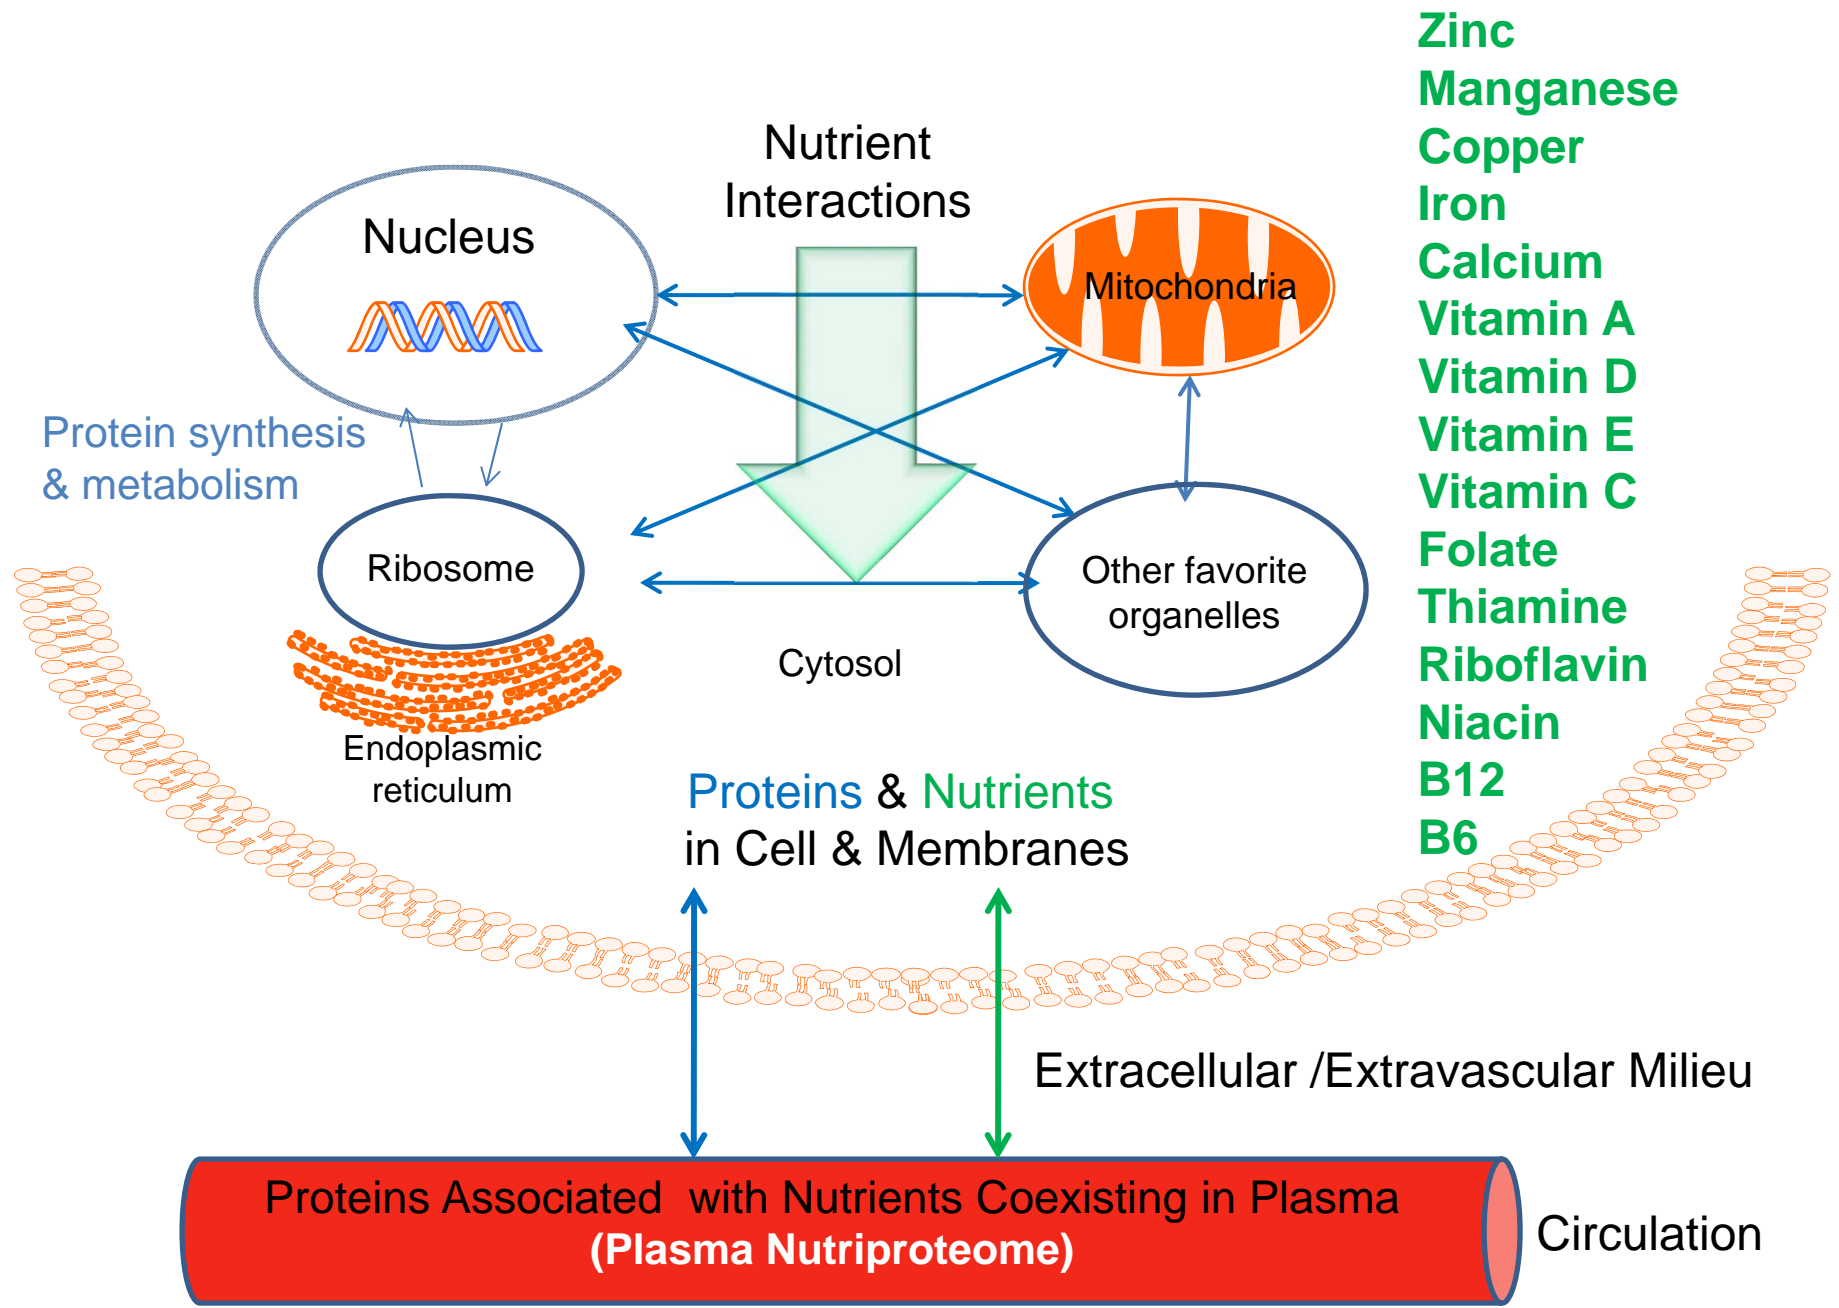 Nutrient
Interactions
Nucleus
Mitochondria
Protein synthesis
& metabolism
Ribosome
Other favorite
organelles
Cytosol
Endoplasmic
reticulum
Proteins & Nutrients
in Cell & Membranes
Zinc
Manganese
Copper
Iron
Calcium
Vitamin A
Vitamin D
Vitamin E
Vitamin C
Folate
Thiamine
Riboflavin
Niacin
B12
B6
Extracellular /Extravascular Milieu
Proteins Associated with Nutrients Coexisting in Plasma
(Plasma Nutriproteome)
Circulation